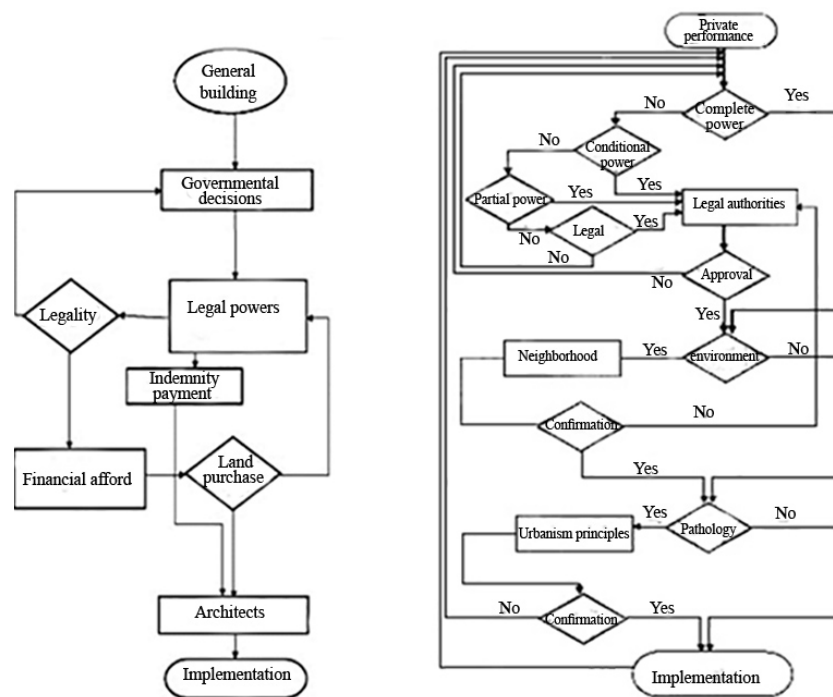 General
building
Governmental
decisions
Legality
Legal powers
Indemnity
payment
Financial afford
Land
purchase
Architects
Implementation
Private
performance
No
Complete
power
Yes
No
Conditional
power
Yes
Partial power
Yes
Legal authorities
No
Legal
Yes
No
No
Approval
Yes
Neighborhood
Yes
environment
No
Confirmation
No
Yes
Urbanism principles
Yes
Pathology
No
No
Confirmation
Yes
Implementation